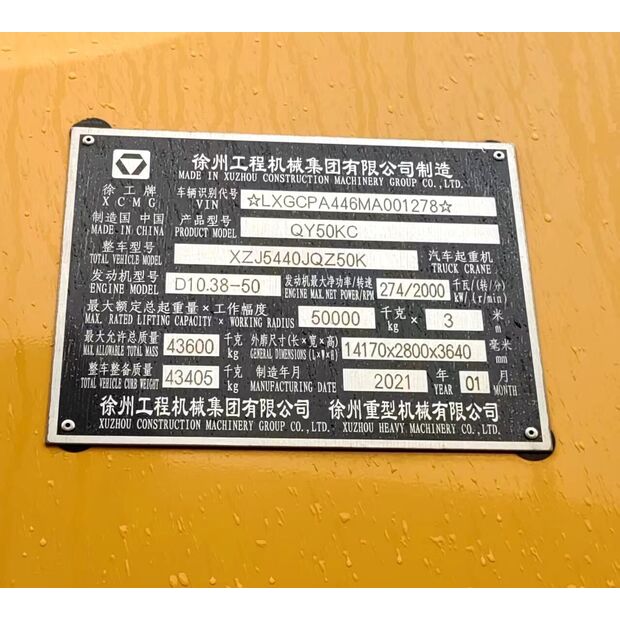 徐州工程机械集团有限公司制造
MADE IN XUZHOU CONSTRUCTION MACHINERY GROUP CO.,LTD.
徐工牌 车辆识别代号 ☆LXGCPA446MA001278☆
XCMG VIN
制造国 中国 产品型号 QY50KC
MADE IN CHINA PRODUCT MODEL
整车型号 XZJ5440JQZ50K 汽车起重机
TOTAL VEHICLE MODEL TRUCK CRANE
发动机型号 D10.38-50 发动机最大净功率/转速 274/2000 千瓦/(转/分)
ENGINE MODEL ENGINE MAX.NET POWER/RPM kW/(r/min)
最大额定总起重量×工作幅度 50000 千克 × 3 米
MAX. RATED LIFTING CAPACITY × WORKING RADIUS kg m
最大允许总质量 43600 千克 外廓尺寸(长×宽×高) 14170x2800x3640 毫米
MAX. ALLOWABLE TOTAL MASS kg GENERAL DIMENSIONS (L×W×H) mm
整车整备质量 43405 千克 制造年月 2021 年 01 月
TOTAL VEHICLE CURB WEIGHT kg MANUFACTURING DATE YEAR MONTH
徐州工程机械集团有限公司 徐州重型机械有限公司
XUZHOU CONSTRUCTION MACHINERY GROUP CO.,LTD. XUZHOU HEAVY MACHINERY CO.,LTD.